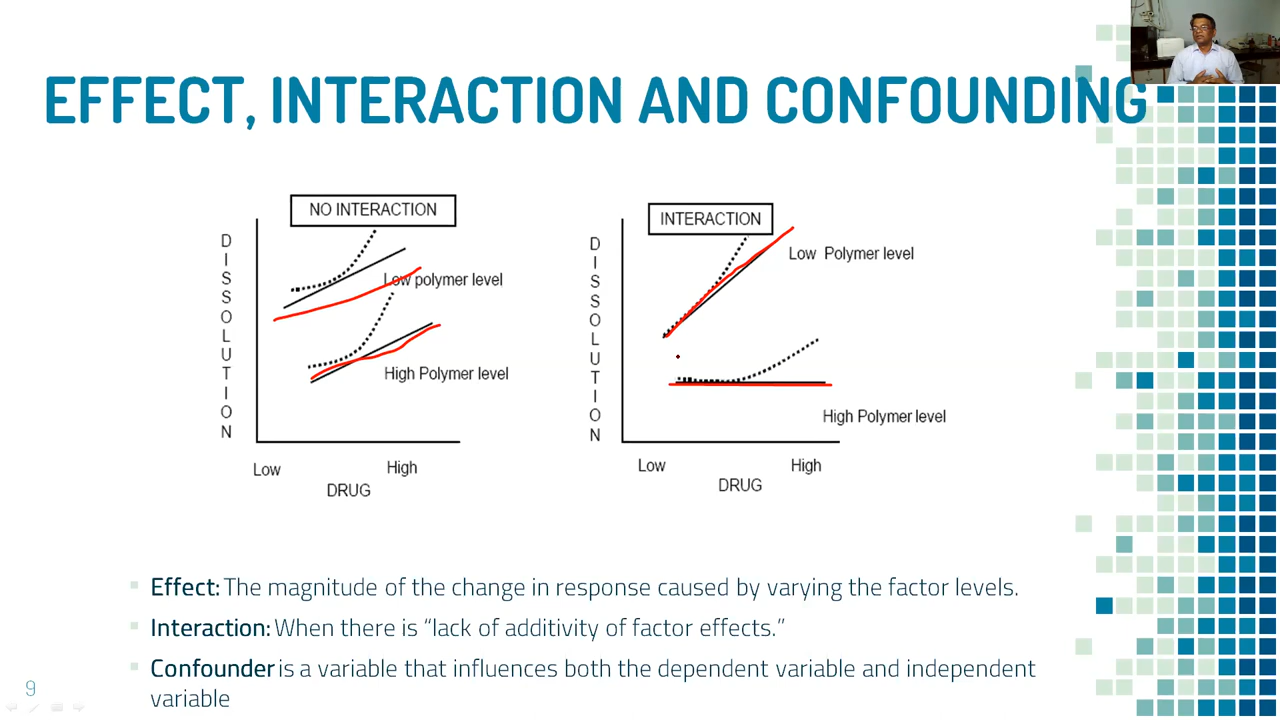 EFFECT, INTERACTION AND CONFOUNDING
NO INTERACTION
DISSOLUTION
Low polymer level
High Polymer level
Low
High
DRUG
INTERACTION
DISSOLUTION
Low Polymer level
High Polymer level
Low
High
DRUG
Effect: The magnitude of the change in response caused by varying the factor levels.
Interaction: When there is “lack of additivity of factor effects.”
Confounder is a variable that influences both the dependent variable and independent
variable
9